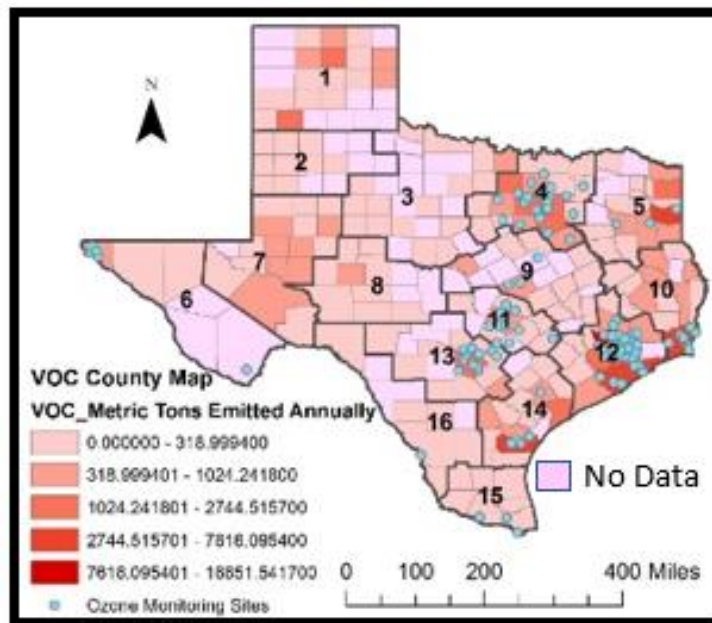 N
1
2
3
4
5
6
7
8
9
10
11
12
13
14
15
16
VOC County Map
VOC_Metric Tons Emitted Annually
0.000000 - 318.999400
318.999401 - 1024.241800
1024.241801 - 2744.515700
2744.515701 - 7816.095400
7616.095401 - 18851.541700
Ozone Monitoring Sites
No Data
0 100 200 400 Miles